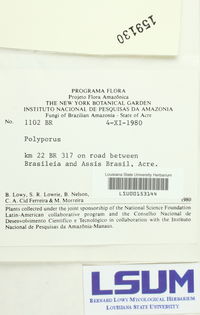 159130
PROGRAMA FLORA
Projeto Flora Amazônica
THE NEW YORK BOTANICAL GARDEN
INSTITUTO NACIONAL DE PESQUISAS DA AMAZÔNIA
Fungi of Brazilian Amazonia - State of Acre
No. 1102 BR 4-XI-1980
Polyporus
km 22 BR 317 on road between
Brasileia and Assis Brasil, Acre.
Louisiana State University Herbarium
LSU00153144
B. Lowy, S. R. Lowrie, B. Nelson,
C. A. Cid Ferreira & M. Morreira 1980
Plants collected under the joint sponsorship of the National Science Foundation
Latin-American collaborative program and the Conselho Nacional de
Desenvolvimento Científico e Tecnológico in collaboration with the Instituto
Nacional de Pesquisas da Amazônia-Manaus.
LSUM
BERNARD LOWY MYCOLOGICAL HERBARIUM
LOUISIANA STATE UNIVERSITY